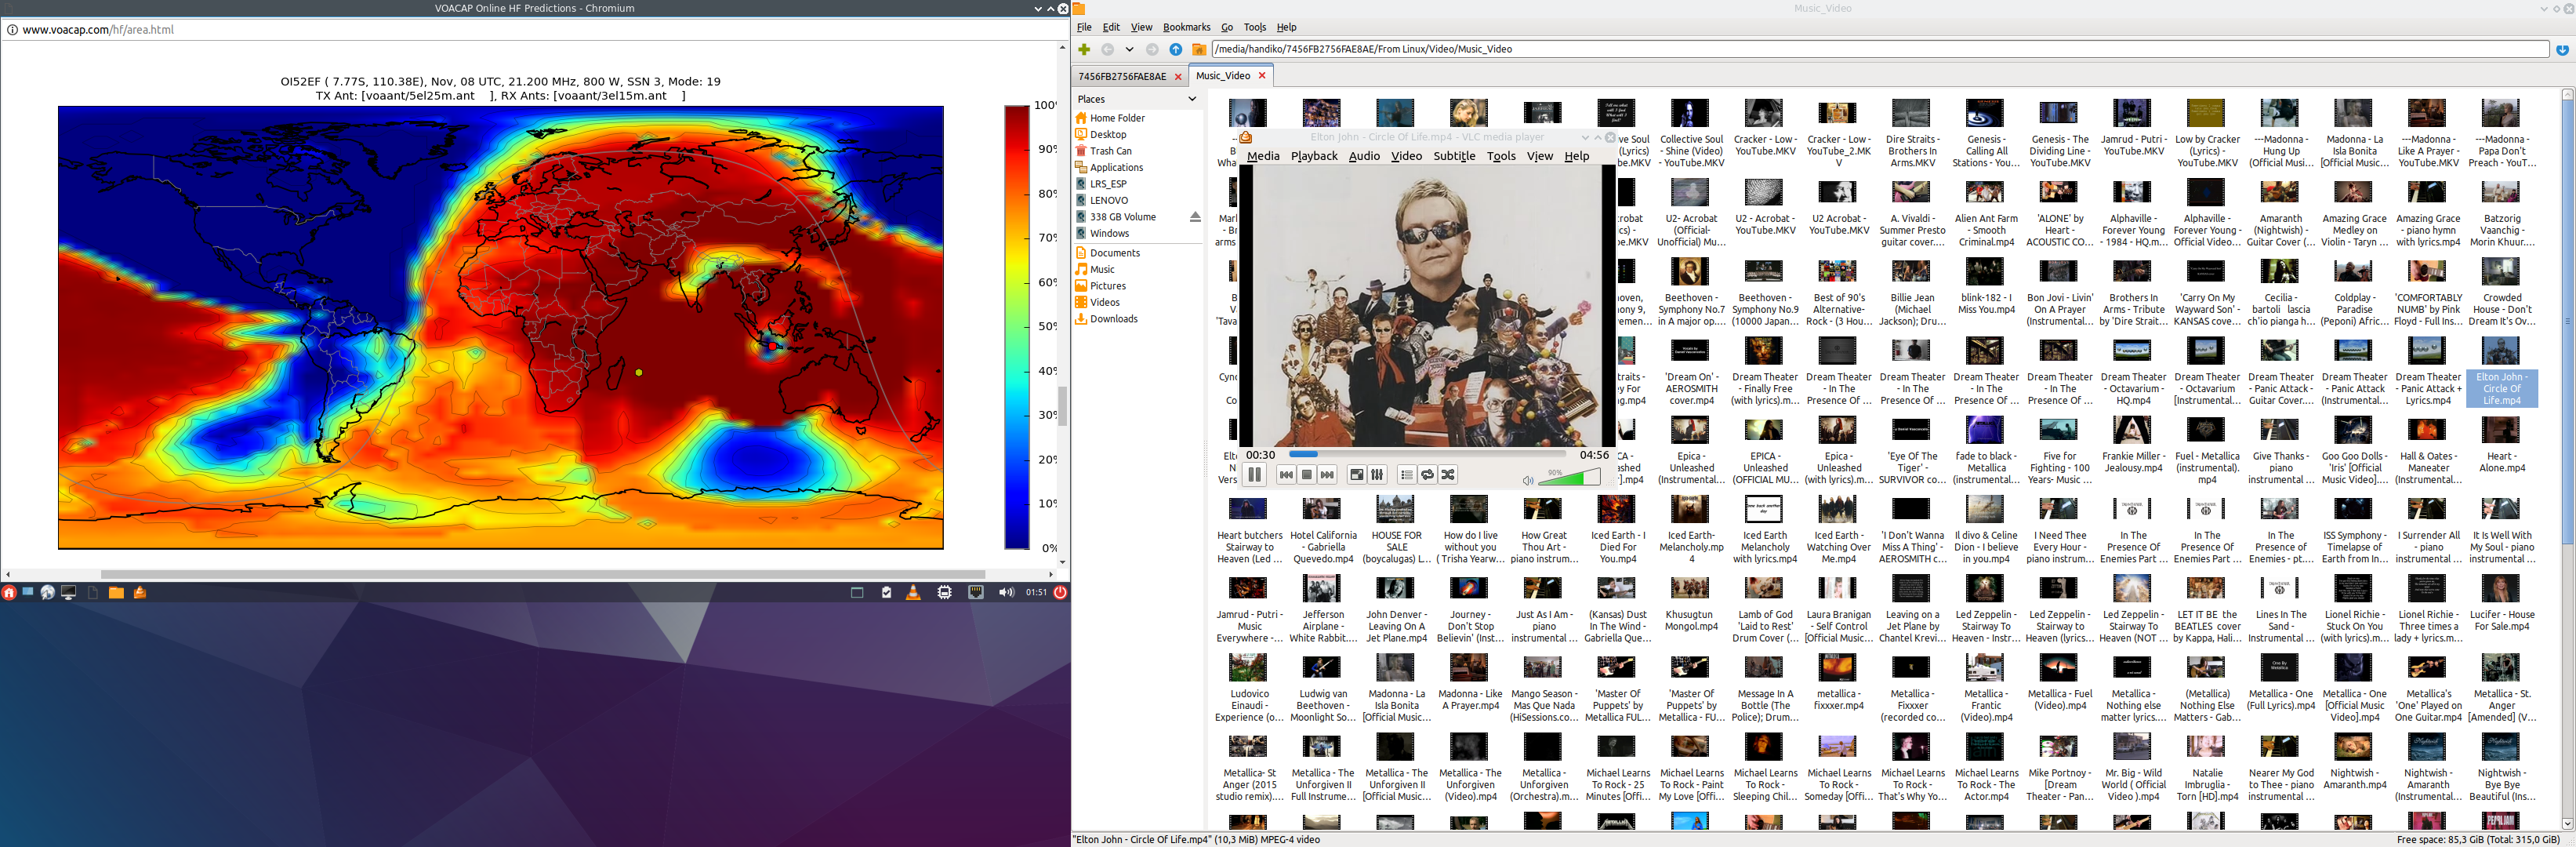 VOACAP Online HF Predictions - Chromium
www.voacap.com/hf/area.html
OI52EF ( 7.77S, 110.38E), Nov, 08 UTC, 21.200 MHz, 800 W, SSN 3, Mode: 19
TX Ant: [voaant/5el25m.ant ], RX Ants: [voaant/3el15m.ant ]
100%
90%
80%
70%
60%
50%
40%
30%
20%
10%
0%
01:51
Music_Video
File Edit View Bookmarks Go Tools Help
/media/handiko/7456FB2756FAE8AE/From Linux/Video/Music_Video
7456FB2756FAE8AE Music_Video
Places
Home Folder
Desktop
Trash Can
Applications
LRS_ESP
LENOVO
338 GB Volume
Windows
Documents
Music
Pictures
Videos
Downloads
Elton John - Circle Of Life.mp4 - VLC media player
Media Playback Audio Video Subtitle Tools View Help
00:30 04:56
90%
Collective Soul - Shine (Video) - YouTube.MKV
Cracker - Low - YouTube.MKV
Cracker - Low - YouTube_2.MKV
Dire Straits - Brothers In Arms.MKV
Genesis - Calling All Stations - You...
Genesis - The Dividing Line - YouTube.MKV
Jamrud - Putri - YouTube.MKV
Low by Cracker (Lyrics) - YouTube.MKV
---Madonna - Hung Up (Official Musi...
Madonna - La Isla Bonita [Official Music...
---Madonna - Like A Prayer - YouTube.MKV
---Madonna - Papa Don't Preach - YouT...
U2- Acrobat (Official-Unofficial) Mu...
U2 - Acrobat - YouTube.MKV
U2 Acrobat - YouTube.MKV
A. Vivaldi - Summer Presto guitar cover....
Alien Ant Farm - Smooth Criminal.mp4
'ALONE' by Heart - ACOUSTIC CO...
Alphaville - Forever Young - 1984 - HQ.m...
Alphaville - Forever Young - Official Video...
Amaranth (Nightwish) - Guitar Cover (...
Amazing Grace Medley on Violin - Taryn ...
Amazing Grace - piano hymn with lyrics.mp4
Batzorig Vaanchig - Morin Khuur....
Beethoven - Symphony No.7 in A major op....
Beethoven - Symphony No.9 (10000 Japan...
Best of 90's Alternative-Rock - (3 Hou...
Billie Jean (Michael Jackson); Dru...
blink-182 - I Miss You.mp4
Bon Jovi - Livin' On A Prayer (Instrumental...
Brothers In Arms - Tribute by 'Dire Strait...
'Carry On My Wayward Son' - KANSAS cove...
Cecilia - bartoli lascia ch'io pianga h...
Coldplay - Paradise (Peponi) Afric...
'COMFORTABLY NUMB' by Pink Floyd - Full Ins...
Crowded House - Don't Dream It's Ov...
'Dream On' - AEROSMITH cover.mp4
Dream Theater - Finally Free (with lyrics).m...
Dream Theater - In The Presence Of ...
Dream Theater - In The Presence Of ...
Dream Theater - In The Presence Of ...
Dream Theater - Octavarium - HQ.mp4
Dream Theater - Octavarium [Instrumental...
Dream Theater - Panic Attack - Guitar Cover....
Dream Theater - Panic Attack (Instrumental...
Dream Theater - Panic Attack + Lyrics.mp4
Elton John - Circle Of Life.mp4
Epica - Unleashed (Instrumental...
EPICA - Unleashed (OFFICIAL MU...
Epica - Unleashed (with lyrics).m...
'Eye Of The Tiger' - SURVIVOR co...
fade to black - Metallica (instrumental...
Five for Fighting - 100 Years- Music ...
Frankie Miller - Jealousy.mp4
Fuel - Metallica (instrumental).mp4
Give Thanks - piano instrumental ...
Goo Goo Dolls - 'Iris' [Official Music Video]....
Hall & Oates - Maneater (Instrumental...
Heart - Alone.mp4
Heart butchers Stairway to Heaven (Led ...
Hotel California - Gabriella Quevedo.mp4
HOUSE FOR SALE (boycalugas) L...
How do I live without you ( Trisha Yearw...
How Great Thou Art - piano instrum...
Iced Earth - I Died For You.mp4
Iced Earth- Melancholy.mp4
Iced Earth Melancholy with lyrics.mp4
Iced Earth - Watching Over Me.mp4
'I Don't Wanna Miss A Thing' - AEROSMITH c...
Il divo & Celine Dion - I believe in you.mp4
I Need Thee Every Hour - piano instrum...
In The Presence Of Enemies Part ...
In The Presence Of Enemies Part ...
In The Presence of Enemies - pt....
ISS Symphony - Timelapse of Earth from In...
I Surrender All - piano instrumental ...
It Is Well With My Soul - piano instrumental ...
Jamrud - Putri - Music Everywhere -...
Jefferson Airplane - White Rabbit....
John Denver - Leaving On A Jet Plane.mp4
Journey - Don't Stop Believin' (Inst...
Just As I Am - piano instrumental ...
(Kansas) Dust In The Wind - Gabriella Que...
Khusugtun Mongol.mp4
Lamb of God 'Laid to Rest' Drum Cover (...
Laura Branigan - Self Control [Official Music...
Leaving on a Jet Plane by Chantel Krevi...
Led Zeppelin - Stairway To Heaven - Instr...
Led Zeppelin - Stairway to Heaven (lyrics...
Led Zeppelin - Stairway To Heaven (NOT ...
LET IT BE the BEATLES cover by Kappa, Hali...
Lines In The Sand - Instrumental ...
Lionel Richie - Stuck On You (with lyrics).m...
Lionel Richie - Three times a lady + lyrics.m...
Lucifer - House For Sale.mp4
Ludovico Einaudi - Experience (o...
Ludwig van Beethoven - Moonlight So...
Madonna - La Isla Bonita [Official Music...
Madonna - Like A Prayer.mp4
Mango Season - Mas Que Nada (HiSessions.co...
'Master Of Puppets' by Metallica FUL...
'Master Of Puppets' by Metallica - FU...
Message In A Bottle (The Police); Drum...
metallica - fixxxer.mp4
Metallica - Fixxxer (recorded co...
Metallica - Frantic (Video).mp4
Metallica - Fuel (Video).mp4
Metallica - Nothing else matter lyrics....
(Metallica) Nothing Else Matters - Gab...
Metallica - One (Full Lyrics).mp4
Metallica - One [Official Music Video].mp4
Metallica's 'One' Played on One Guitar.mp4
Metallica - St. Anger [Amended] (V...
Metallica- St Anger (2015 studio remix)....
Metallica - The Unforgiven II Full Instrume...
Metallica - The Unforgiven II [Official Music...
Metallica - The Unforgiven (Video).mp4
Metallica - Unforgiven (Orchestra).m...
Michael Learns To Rock - 25 Minutes [Offi...
Michael Learns To Rock - Paint My Love [Offi...
Michael Learns To Rock - Sleeping Chil...
Michael Learns To Rock - Someday [Offi...
Michael Learns To Rock - That's Why Yo...
Michael Learns To Rock - The Actor.mp4
Mike Portnoy - [Dream Theater - Pan...
Mr. Big - Wild World ( Official Video ).mp4
Natalie Imbruglia - Torn [HD].mp4
Nearer My God to Thee - piano instrumental ...
Nightwish - Amaranth.mp4
Nightwish - Amaranth (Instrumental...
Nightwish - Bye Bye Beautiful (Ins...
"Elton John - Circle Of Life.mp4" (10,3 MiB) MPEG-4 video
Free space: 85,3 GiB (Total: 315,0 GiB)